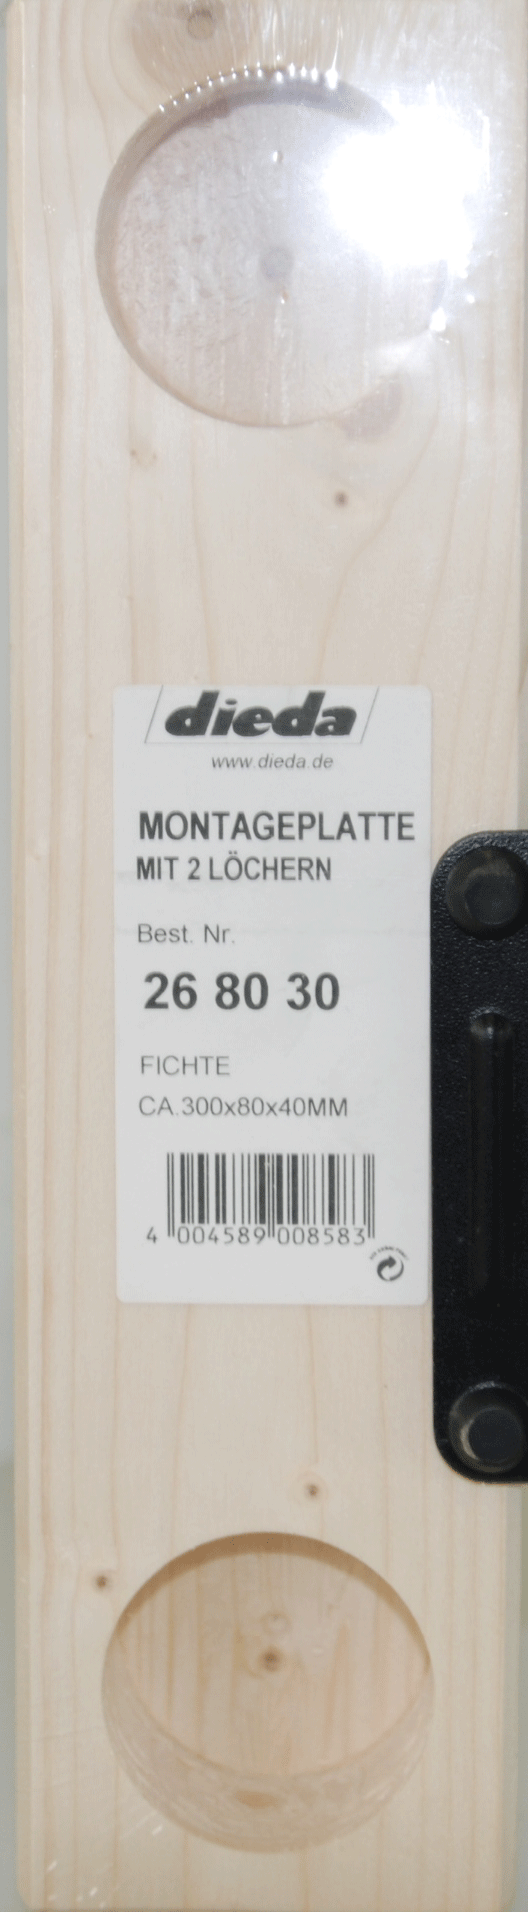 dieda
www.dieda.de
MONTAGEPLATTE
MIT 2 LÖCHERN
Best. Nr.
26 80 30
FICHTE
CA.300x80x40MM
4 004589 008583